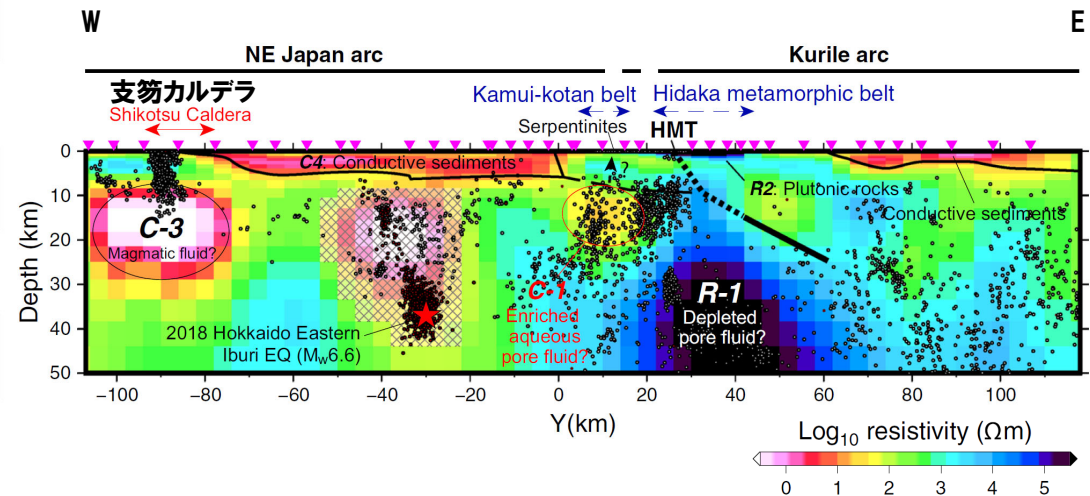 W
E
NE Japan arc
Kurile arc
支笏カルデラ
Shikotsu Caldera
Kamui-kotan belt
Hidaka metamorphic belt
Serpentinites
HMT
C4: Conductive sediments
?
R2: Plutonic rocks
Conductive sediments
C-3
Magmatic fluid?
C-1
Enriched
aqueous
pore fluid?
R-1
Depleted
pore fluid?
2018 Hokkaido Eastern
Iburi EQ (Mw6.6)
Depth (km)
0
10
20
30
40
50
−100 −80 −60 −40 −20 0 20 40 60 80 100
Y(km)
Log10 resistivity (Ωm)
0 1 2 3 4 5